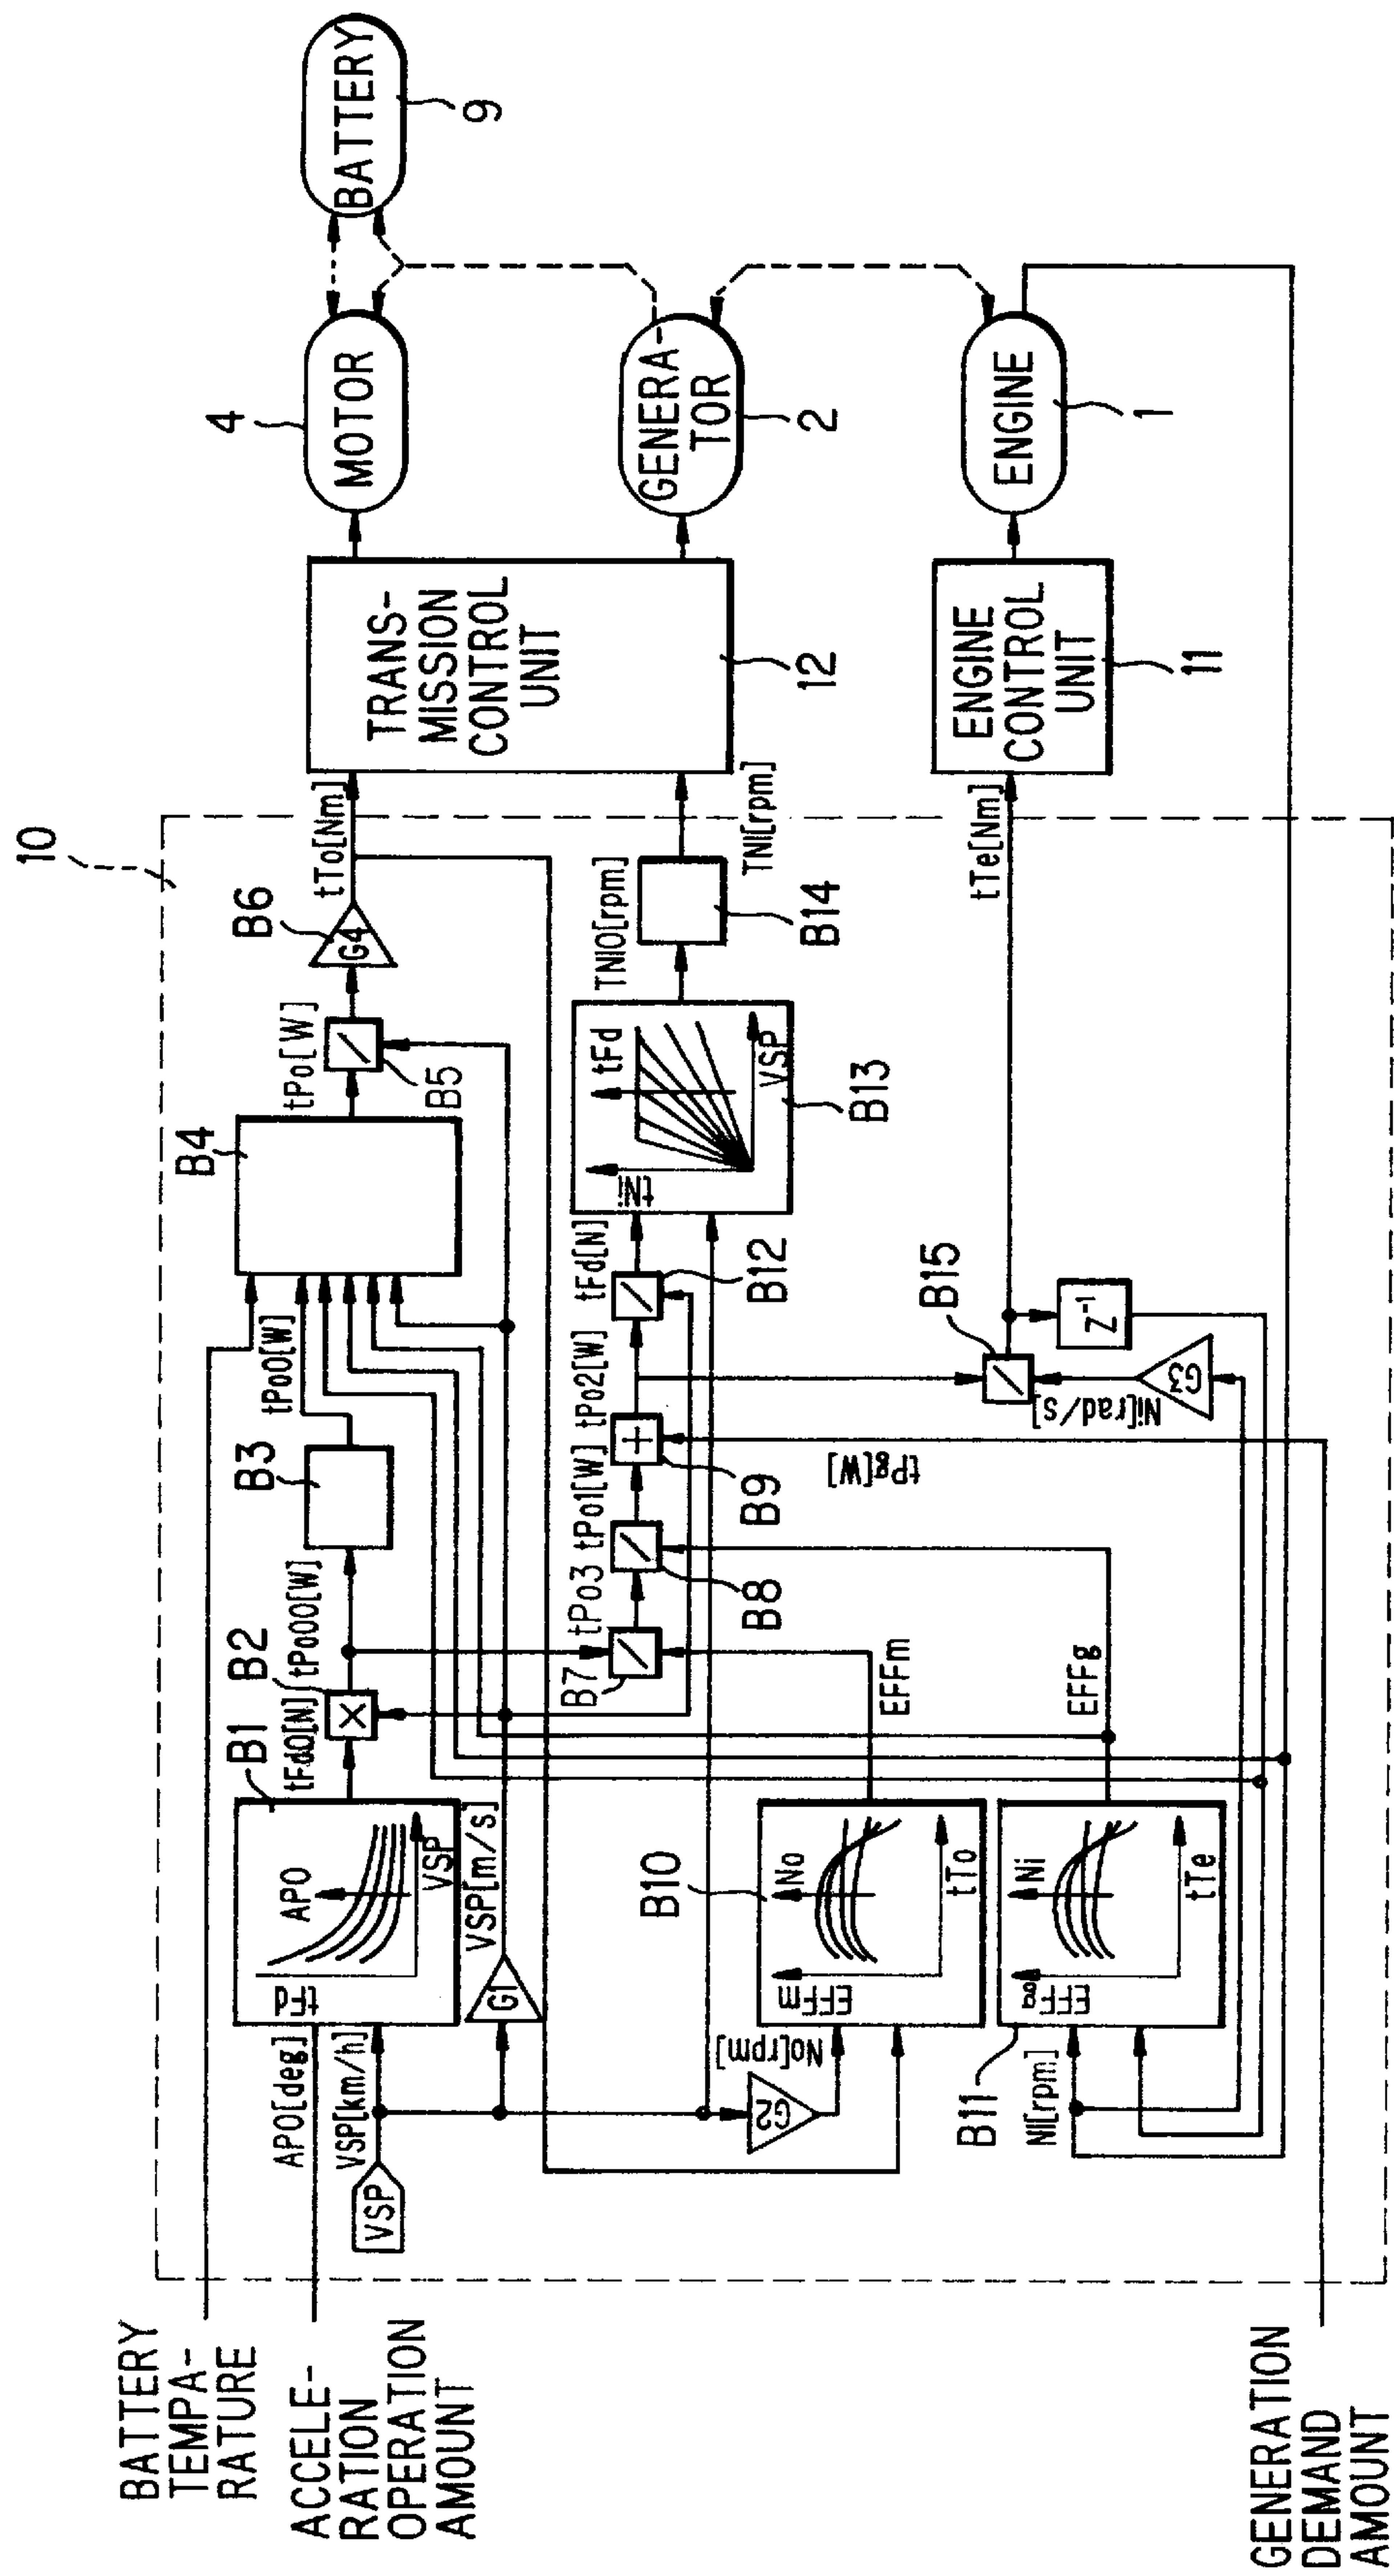 10
BATTERY
TEMPA-
RATURE
ACCELE-
RATION
OPERATION
AMOUNT
GENERATION
DEMAND
AMOUNT
APO[deg]
VSP[km/h]
VSP
B1
tFd
APO
VSP
tFd0[N]
B2
tPo00[W]
B3
tPo0[W]
B4
tPo[W]
B5
B6
G4
tTo[Nm]
G1
VSP[m/s]
B7
tPo3
B8
tPo1[W]
B9
tPo2[W]
tPg[W]
B12
tFd[N]
tNi
tFd
VSP
B13
TNI0[rpm]
B14
TNI[rpm]
G2
No[rpm]
B10
EFFm
No
tTo
EFFm
B11
NI[rpm]
EFFg
Ni
tTe
EFFg
B15
Ni[rad/s]
G3
Z-1
tTe[Nm]
TRANS-
MISSION
CONTROL
UNIT
12
ENGINE
CONTROL
UNIT
11
4
MOTOR
GENERA-
TOR
2
ENGINE
1
BATTERY
9